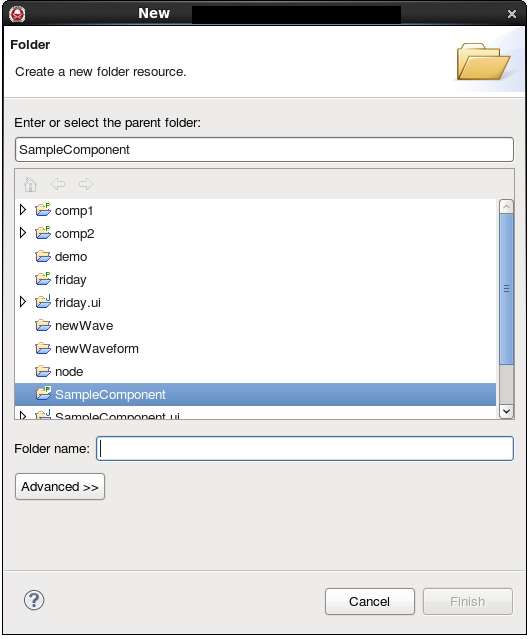 New
Folder
Create a new folder resource.
Enter or select the parent folder:
SampleComponent
comp1
comp2
demo
friday
friday.ui
newWave
newWaveform
node
SampleComponent
SampleComponent.ui
Folder name:
Advanced >>
Cancel
Finish